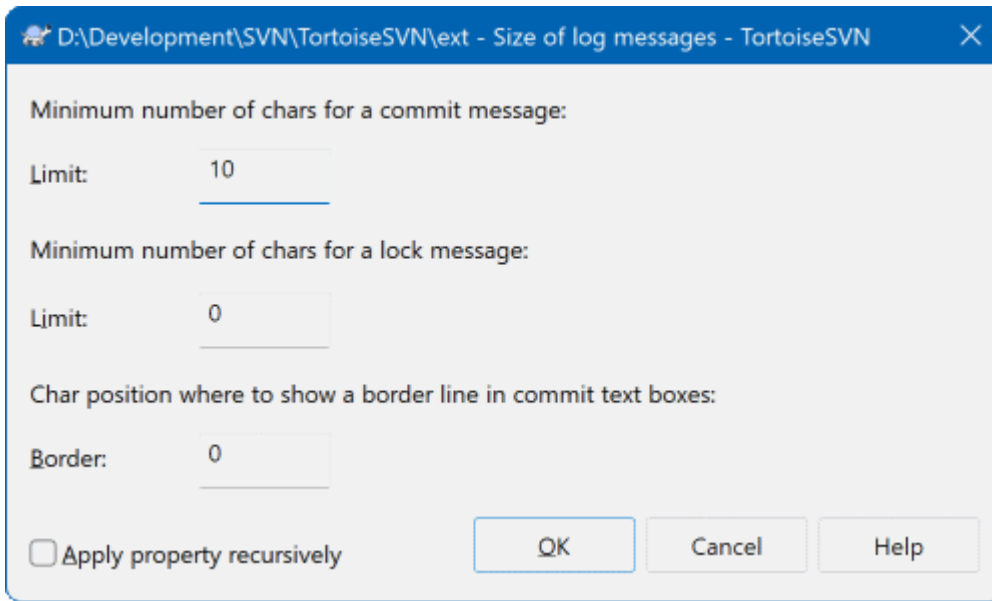 D:\Development\SVN\TortoiseSVN\ext - Size of log messages - TortoiseSVN
Minimum number of chars for a commit message:
Limit: 10
Minimum number of chars for a lock message:
Limit: 0
Char position where to show a border line in commit text boxes:
Border: 0
Apply property recursively OK Cancel Help